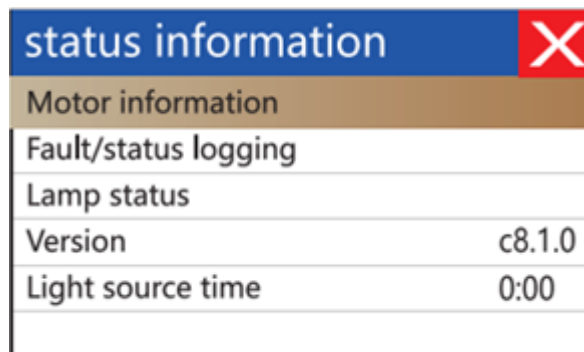 status information
Motor information
Fault/status logging
Lamp status
Version c8.1.0
Light source time 0:00